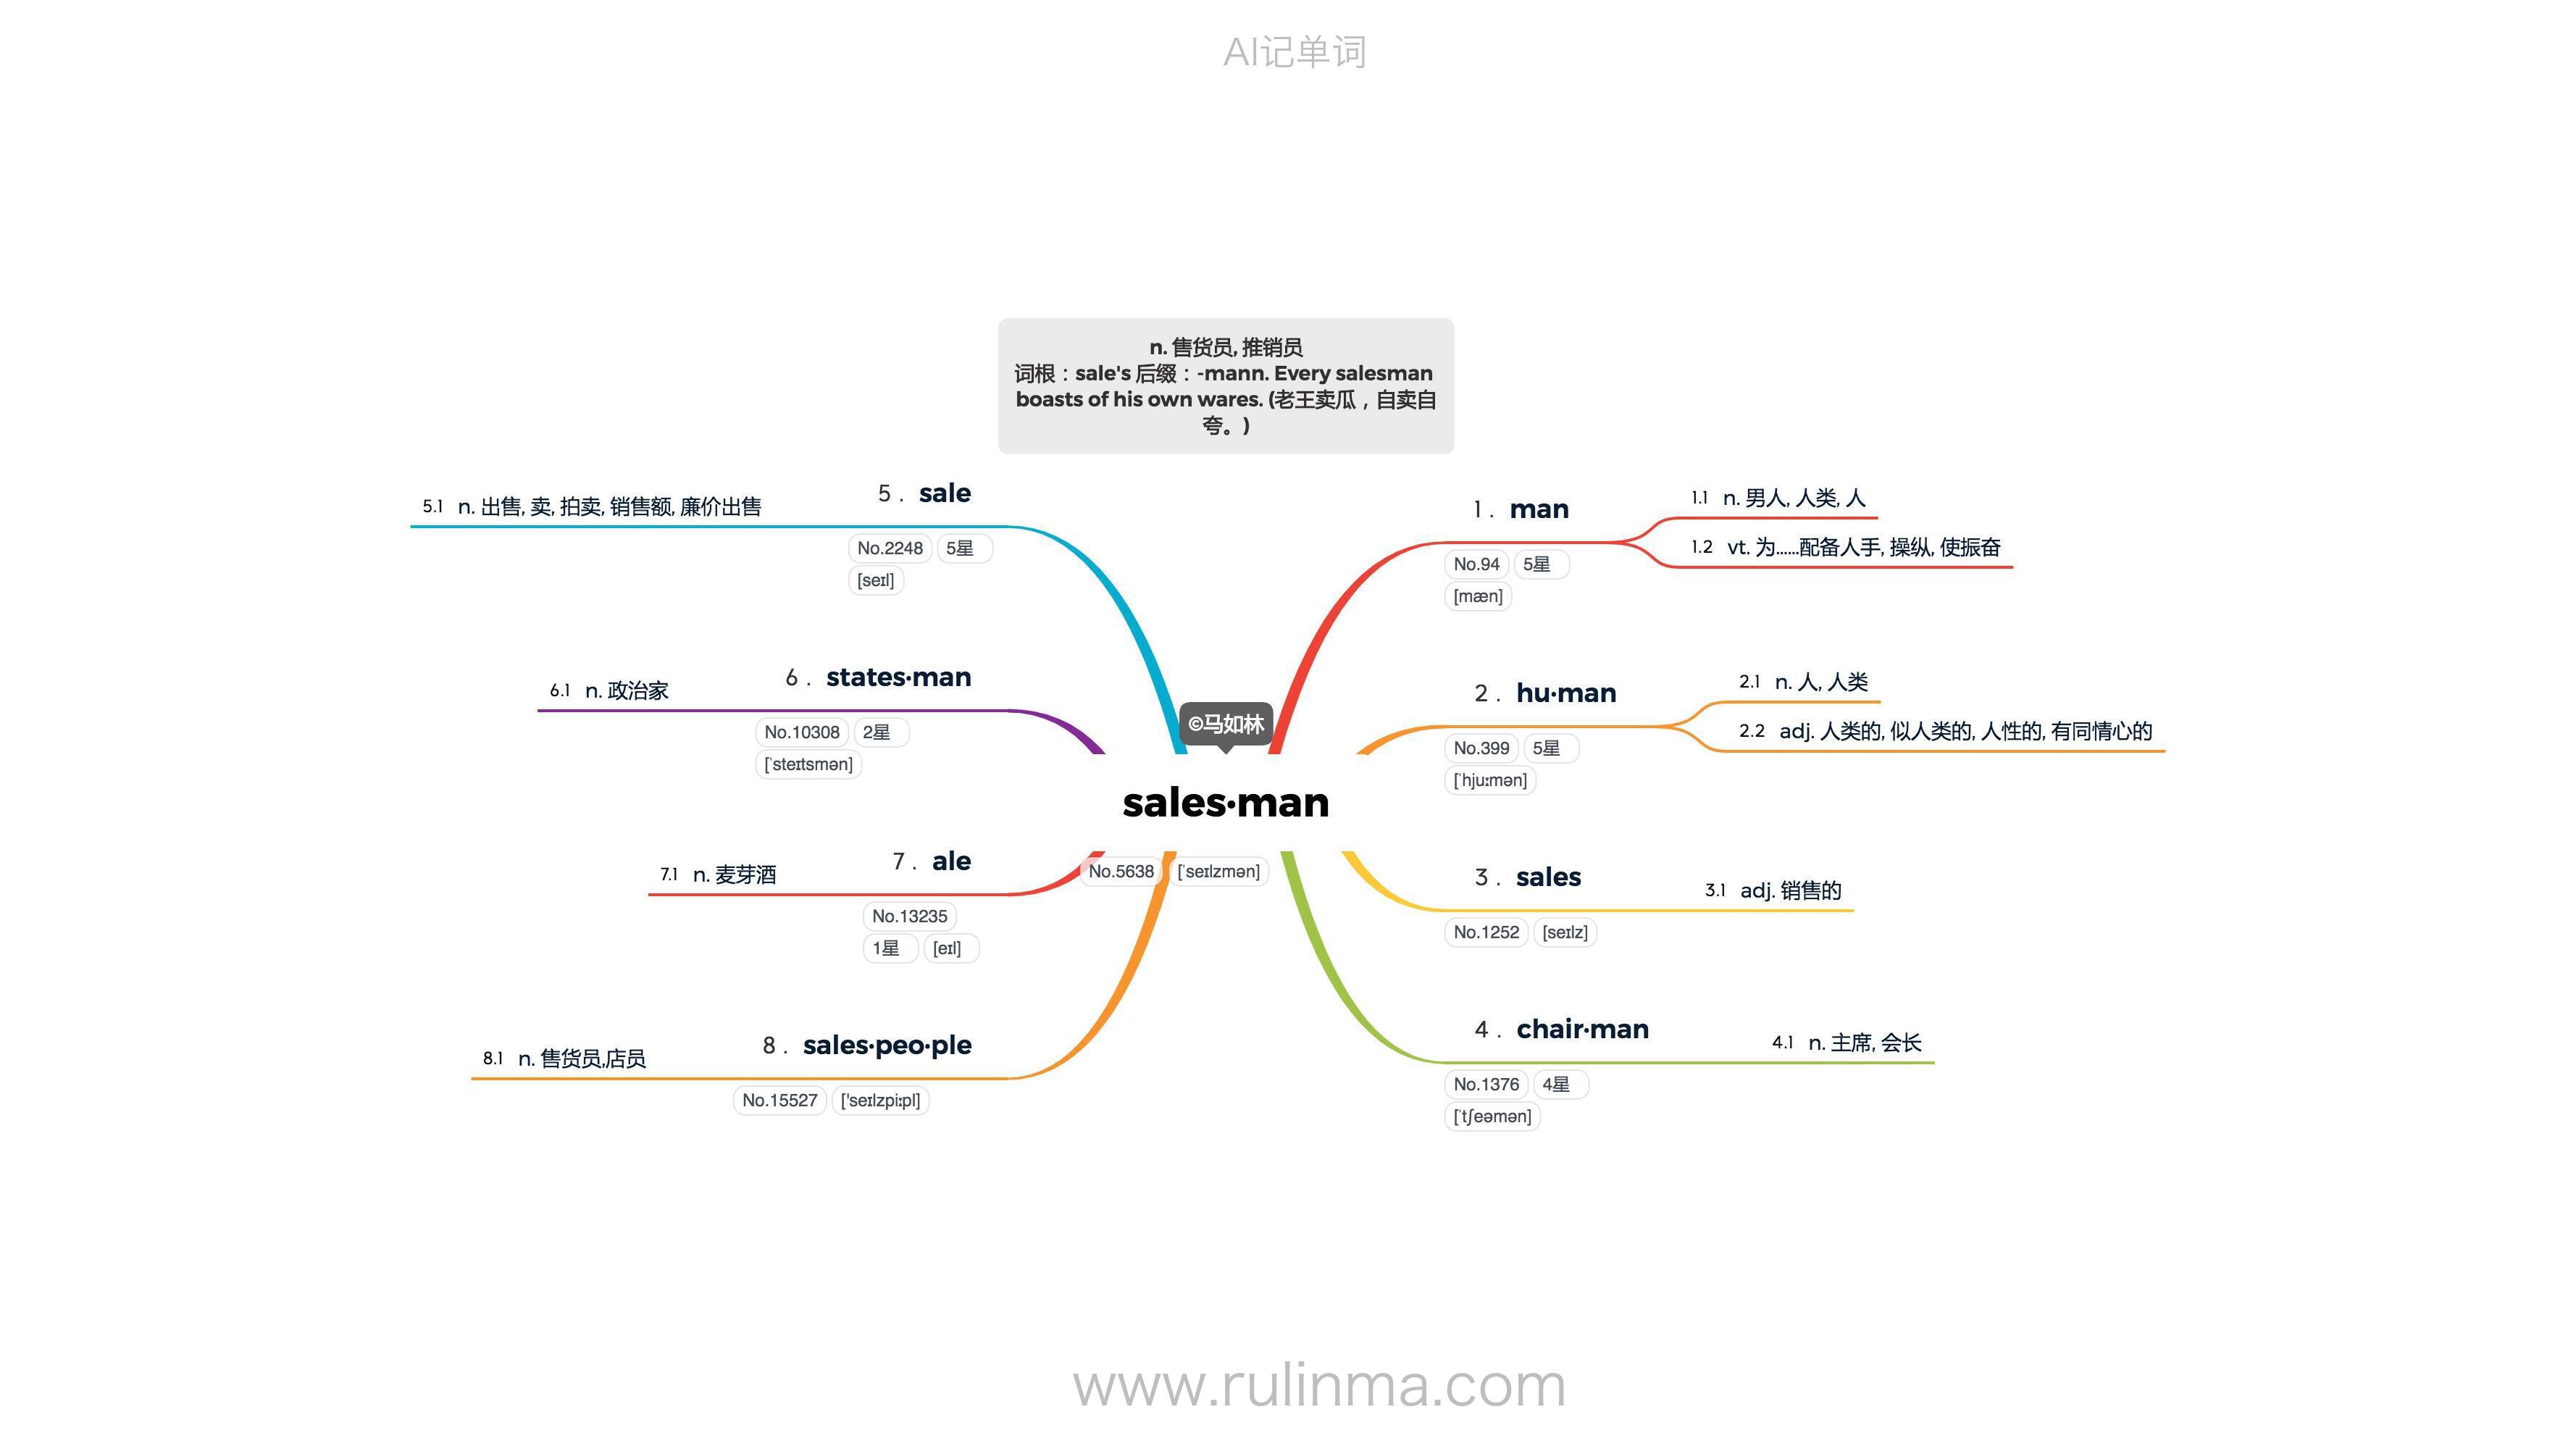 AI记单词
n. 售货员, 推销员
词根：sale's 后缀：-mann. Every salesman
boasts of his own wares. (老王卖瓜，自卖自
夸。)
1. man
No.94 5星
[mæn]
1.1 n. 男人, 人类, 人
1.2 vt. 为……配备人手, 操纵, 使振奋
2. hu·man
No.399 5星
[ˈhjuːmən]
2.1 n. 人, 人类
2.2 adj. 人类的, 似人类的, 人性的, 有同情心的
3. sales
No.1252 [seɪlz]
3.1 adj. 销售的
4. chair·man
No.1376 4星
[ˈtʃeəmən]
4.1 n. 主席, 会长
5. sale
No.2248 5星
[seɪl]
5.1 n. 出售, 卖, 拍卖, 销售额, 廉价出售
6. states·man
No.10308 2星
[ˈsteɪtsmən]
6.1 n. 政治家
7. ale
No.13235
1星 [eɪl]
7.1 n. 麦芽酒
8. sales·peo·ple
No.15527 ['seɪlzpiːpl]
8.1 n. 售货员,店员
©马如林
sales·man
No.5638 [ˈseɪlzmən]
www.rulinma.com